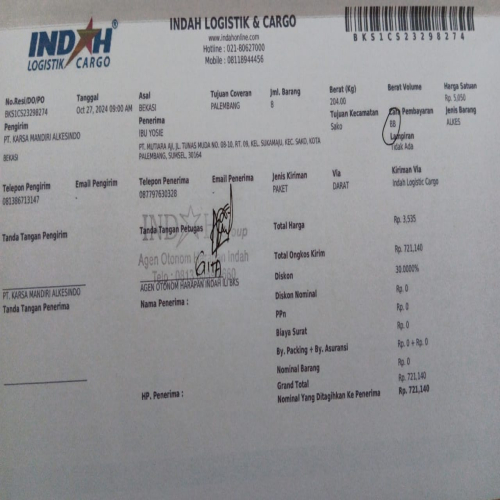 INDAH
LOGISTIK CARGO
INDAH LOGISTIK & CARGO
www.indahonline.com
Hotline : 021-80627000
Mobile : 08118944456
BKS1CS23298274
No.Resi/DO/PO
BKS1CS23298274
Tanggal
Oct 27, 2024 09:00 AM
Asal
BEKASI
Tujuan Coveran
PALEMBANG
Jml. Barang
8
Berat (Kg)
204.00
Berat Volume
Harga Satuan
Rp. 5,050
Pengirim
PT. KARSA MANDIRI ALKESINDO
BEKASI
Penerima
IBU YOSIE
PT. MUTIARA AJI, JL. TUNAS MUDA NO. 08-10, RT. 09, KEL. SUKAMAJU, KEC. SAKO, KOTA
PALEMBANG, SUMSEL, 30164
Tujuan Kecamatan
Sako
Cara Pembayaran
BB
Jenis Barang
ALKES
Lampiran
Tidak Ada
Telepon Pengirim
081386713147
Email Pengirim
Telepon Penerima
087797630328
Email Penerima
Jenis Kiriman
PAKET
Via
DARAT
Kiriman Via
Indah Logistic Cargo
Tanda Tangan Pengirim
PT. KARSA MANDIRI ALKESINDO
Tanda Tangan Petugas
INDAH Group
Agen Otonom Harapan Indah
GITA
AGEN OTONOM HARAPAN INDAH II/BKS
Total Harga
Rp. 3,535
Total Ongkos Kirim
Rp. 721,140
Diskon
30.0000%
Diskon Nominal
Rp. 0
PPn
Rp. 0
Biaya Surat
Rp. 0
By. Packing + By. Asuransi
Rp. 0 + Rp. 0
Nominal Barang
Rp. 0
Grand Total
Rp. 721,140
Nominal Yang Ditagihkan Ke Penerima
Rp. 721,140
Tanda Tangan Penerima
Nama Penerima :
HP. Penerima :